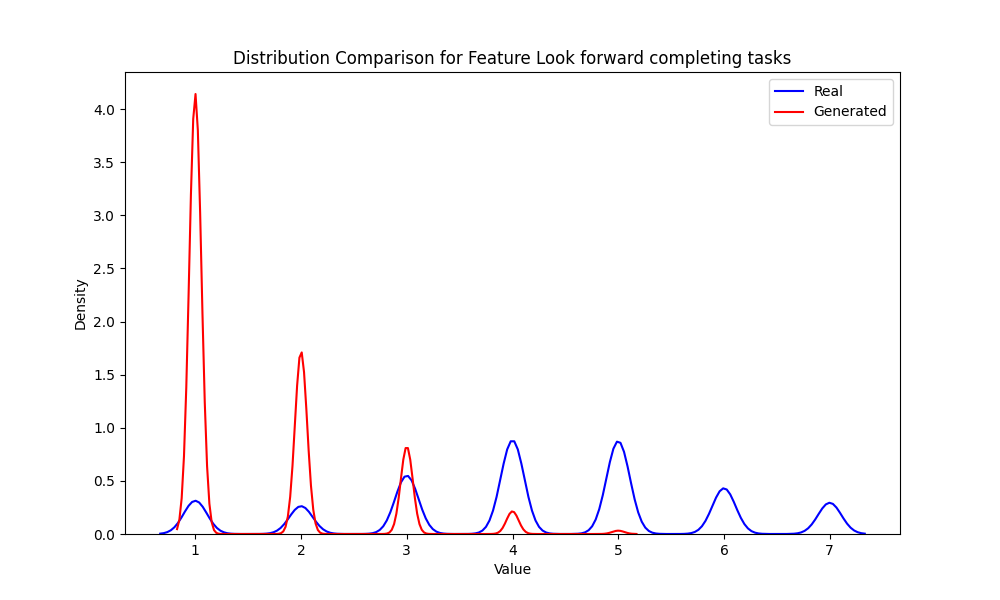 Distribution Comparison for Feature Look forward completing tasks
Real
Generated
4.0
3.5
3.0
2.5
2.0
1.5
1.0
0.5
0.0
Density
1 2 3 4 5 6 7
Value